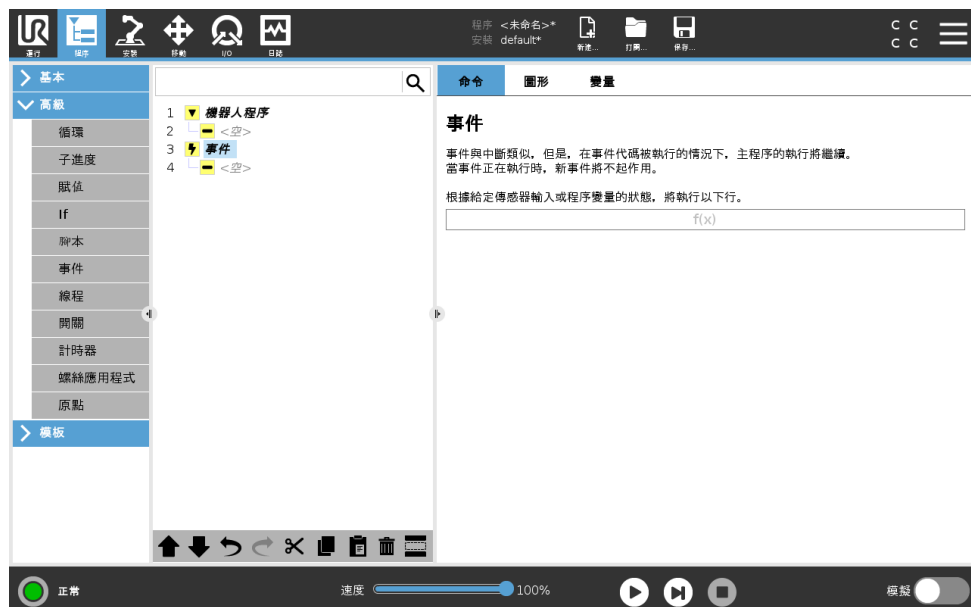 UR
運行
程序
安裝
移動
I/O
日誌
程序 <未命名>*
安裝 default*
新建...
打開...
保存...
C C
C C
基本
高級
循環
子進度
賦值
If
腳本
事件
線程
開關
計時器
螺絲應用程式
原點
模板
1 機器人程序
2 <空>
3 事件
4 <空>
命令 圖形 變量
事件
事件與中斷類似，但是，在事件代碼被執行的情況下，主程序的執行將繼續。
當事件正在執行時，新事件將不起作用。
根據給定傳感器輸入或程序變量的狀態，將執行以下行。
f(x)
正常
速度
100%
模擬